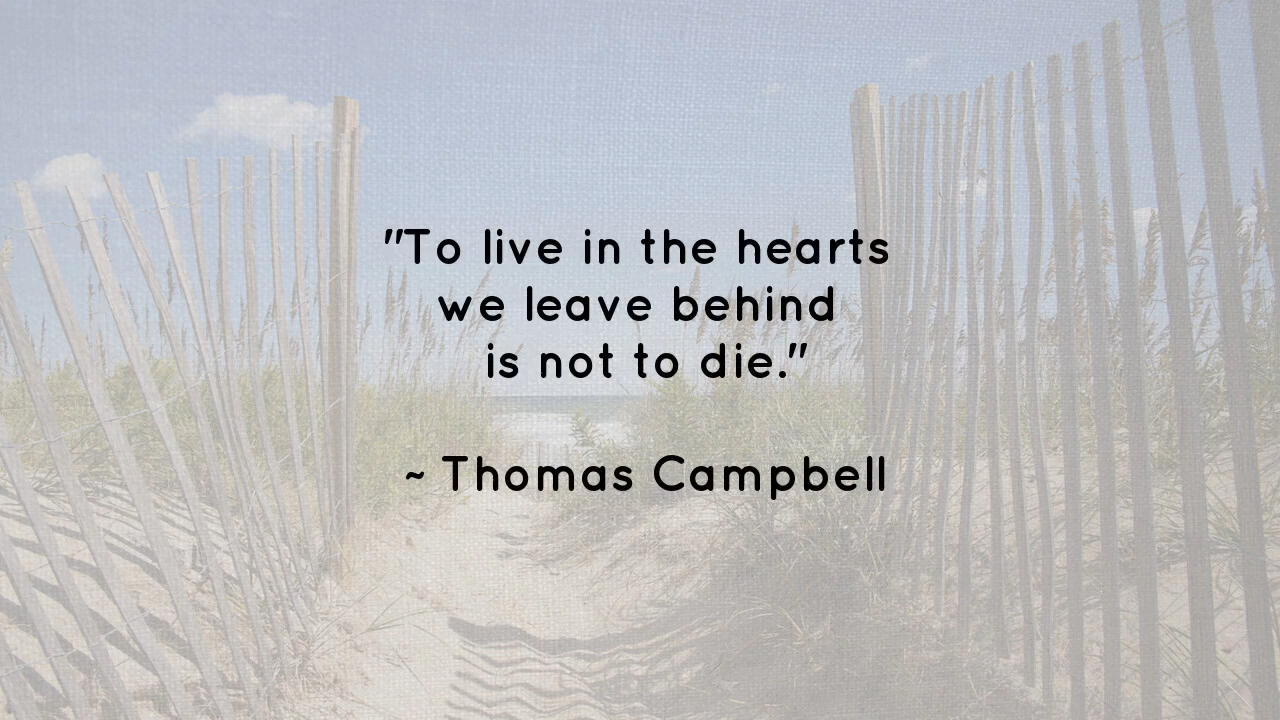 "To live in the hearts
we leave behind
is not to die."
~ Thomas Campbell